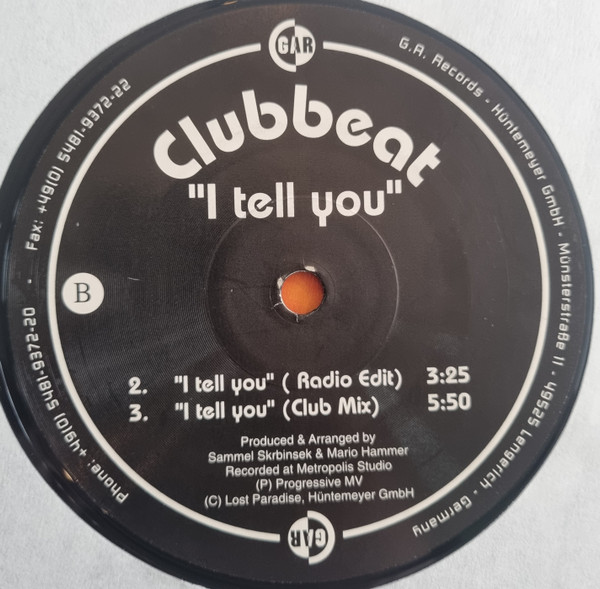 GAR
G.A. Records - Hüntemeyer GmbH - Münsterstraße 11 - 49525 Lengerich - Germany
Phone: +49(0) 5481-9372-20 - Fax: +49(0) 5481-9372-22
Clubbeat
"I tell you"
B
2. "I tell you" ( Radio Edit) 3:25
3. "I tell you" (Club Mix) 5:50
Produced & Arranged by
Sammel Skrbinsek & Mario Hammer
Recorded at Metropolis Studio
(P) Progressive MV
(C) Lost Paradise, Hüntemeyer GmbH
GAR